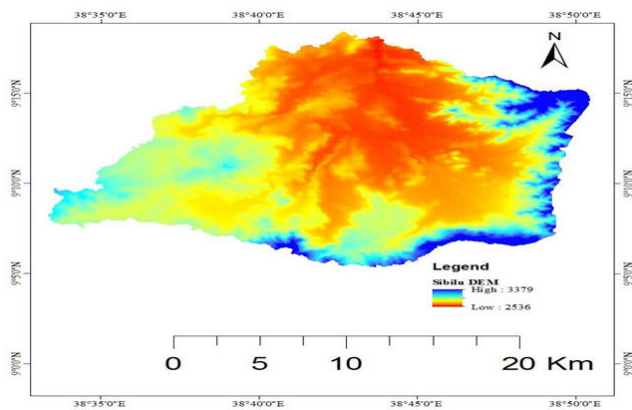 38°35'0"E 38°40'0"E 38°45'0"E 38°50'0"E
N
9°15'0"N 9°15'0"N
9°10'0"N 9°10'0"N
9°5'0"N 9°5'0"N
Legend
Sibilu DEM
High : 3379
Low : 2536
0 5 10 20 Km
9°0'0"N 9°0'0"N
38°35'0"E 38°40'0"E 38°45'0"E 38°50'0"E